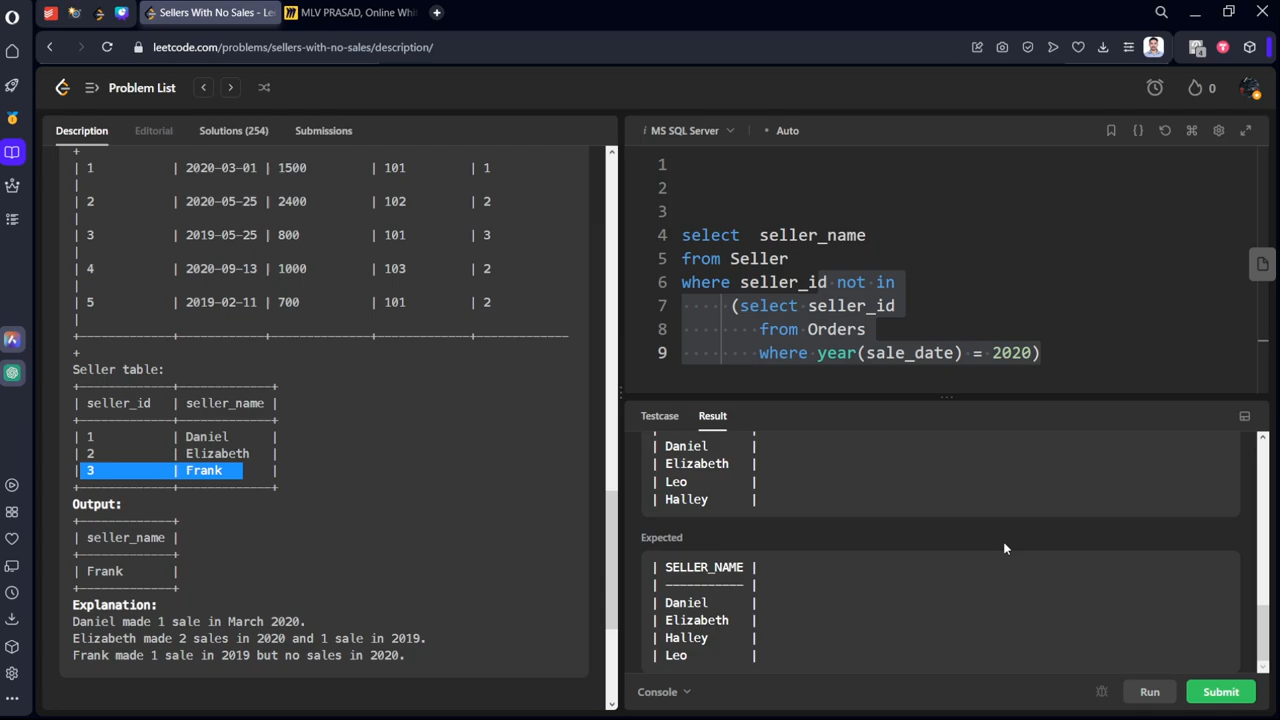 Sellers With No Sales - Lee
MLV PRASAD, Online Whit
leetcode.com/problems/sellers-with-no-sales/description/
4
Problem List
0
Description Editorial Solutions (254) Submissions
i MS SQL Server • Auto
+
| 1 | 2020-03-01 | 1500 | 101 | 1
|
| 2 | 2020-05-25 | 2400 | 102 | 2
|
| 3 | 2019-05-25 | 800 | 101 | 3
|
| 4 | 2020-09-13 | 1000 | 103 | 2
|
| 5 | 2019-02-11 | 700 | 101 | 2
|
+--------------+------------+--------------+-------------+-------------
+
Seller table:
+-----------+-------------+
| seller_id | seller_name |
+-----------+-------------+
| 1 | Daniel |
| 2 | Elizabeth |
| 3 | Frank |
+-----------+-------------+
Output:
+-------------+
| seller_name |
+-------------+
| Frank |
+-------------+
Explanation:
Daniel made 1 sale in March 2020.
Elizabeth made 2 sales in 2020 and 1 sale in 2019.
Frank made 1 sale in 2019 but no sales in 2020.
1
2
3
4 select seller_name
5 from Seller
6 where seller_id not in
7 (select seller_id
8 from Orders
9 where year(sale_date) = 2020)
Testcase Result
| Daniel |
| Elizabeth |
| Leo |
| Halley |
Expected
| SELLER_NAME |
| ----------- |
| Daniel |
| Elizabeth |
| Halley |
| Leo |
Console Run Submit